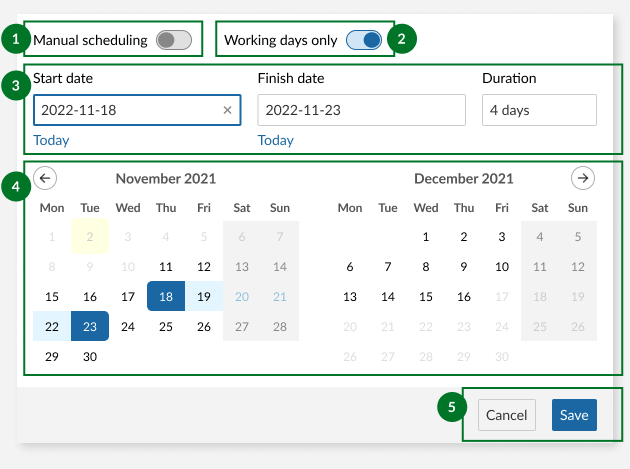 1 Manual scheduling Working days only 2
3 Start date Finish date Duration
2022-11-18 × 2022-11-23 4 days
Today Today
4 ← November 2021 December 2021 →
Mon Tue Wed Thu Fri Sat Sun Mon Tue Wed Thu Fri Sat Sun
1 2 3 4 5 6 7 1 2 3 4 5
8 9 10 11 12 13 14 6 7 8 9 10 11 12
15 16 17 18 19 20 21 13 14 15 16 17 18 19
22 23 24 25 26 27 28 20 21 22 23 24 25 26
29 30 26 27 28 29 30
5 Cancel Save